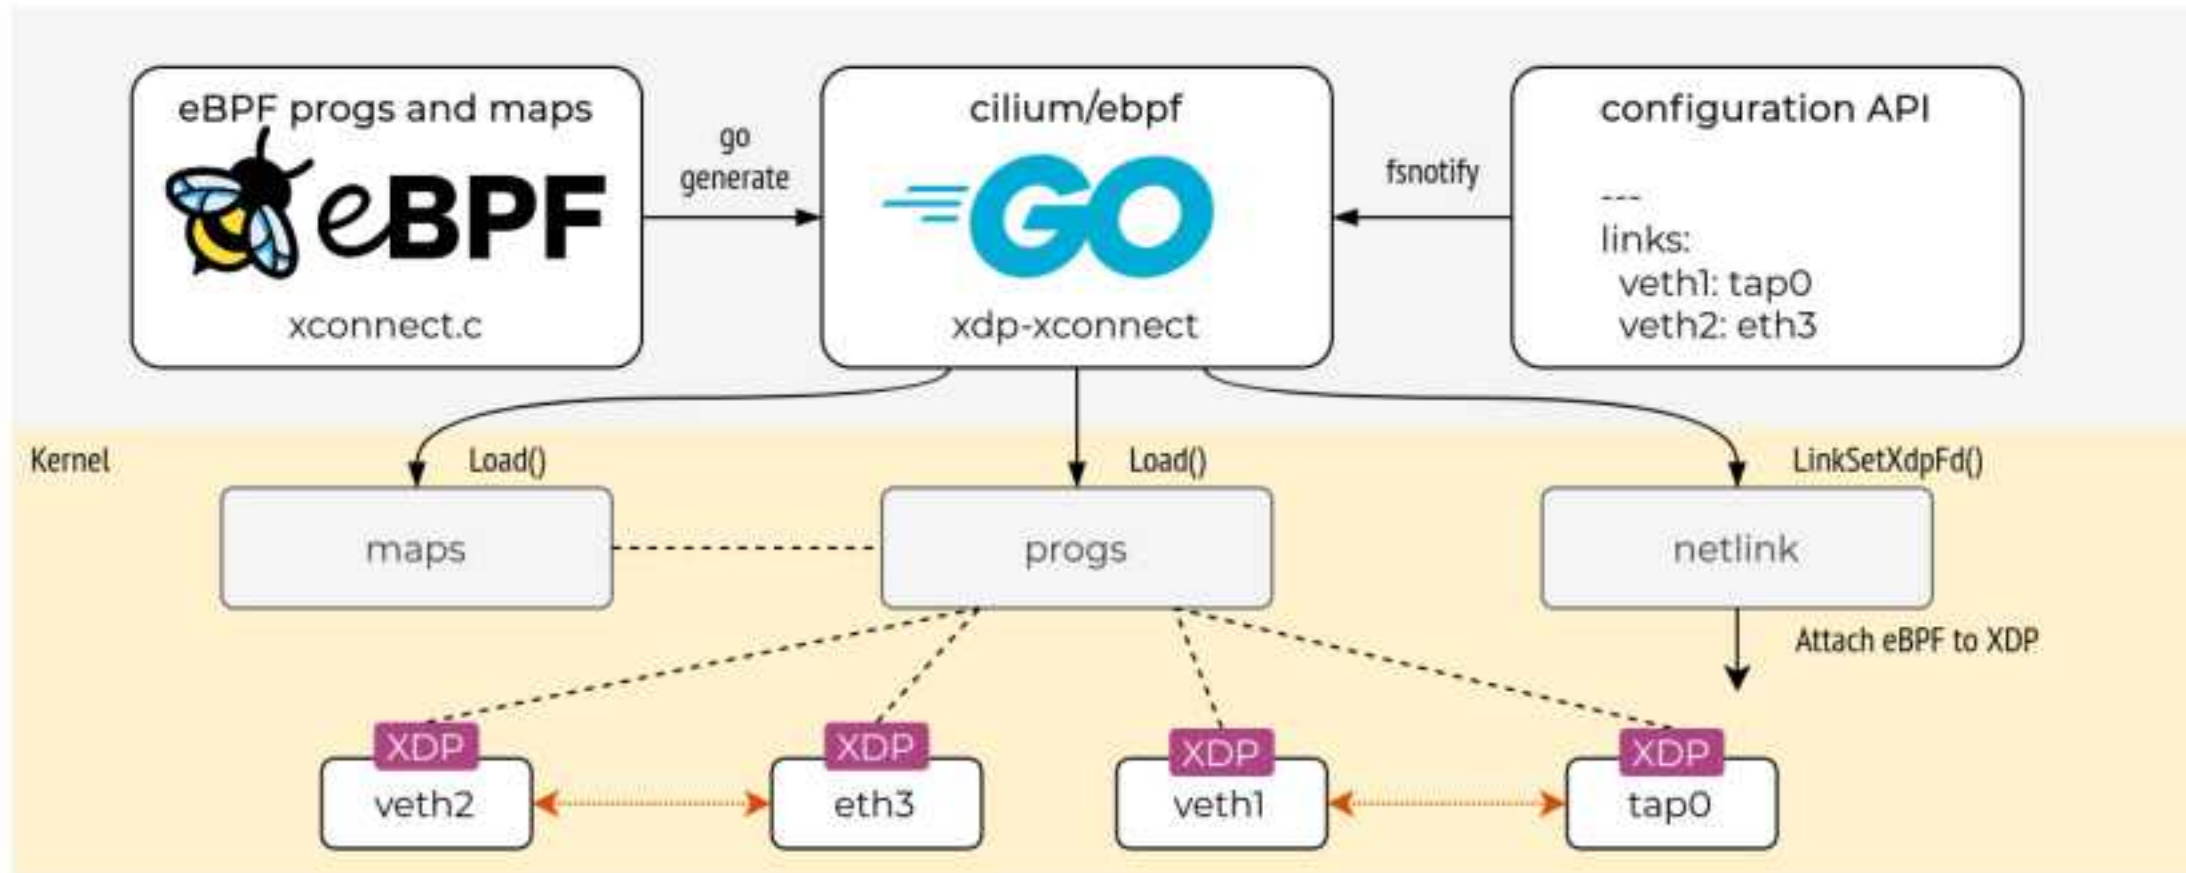 eBPF progs and maps
eBPF
xconnect.c
go
generate
cilium/ebpf
GO
xdp-xconnect
fsnotify
configuration API
---
links:
veth1: tap0
veth2: eth3
Kernel
Load()
Load()
LinkSetXdpFd()
maps
progs
netlink
Attach eBPF to XDP
XDP
XDP
XDP
XDP
veth2
eth3
veth1
tap0